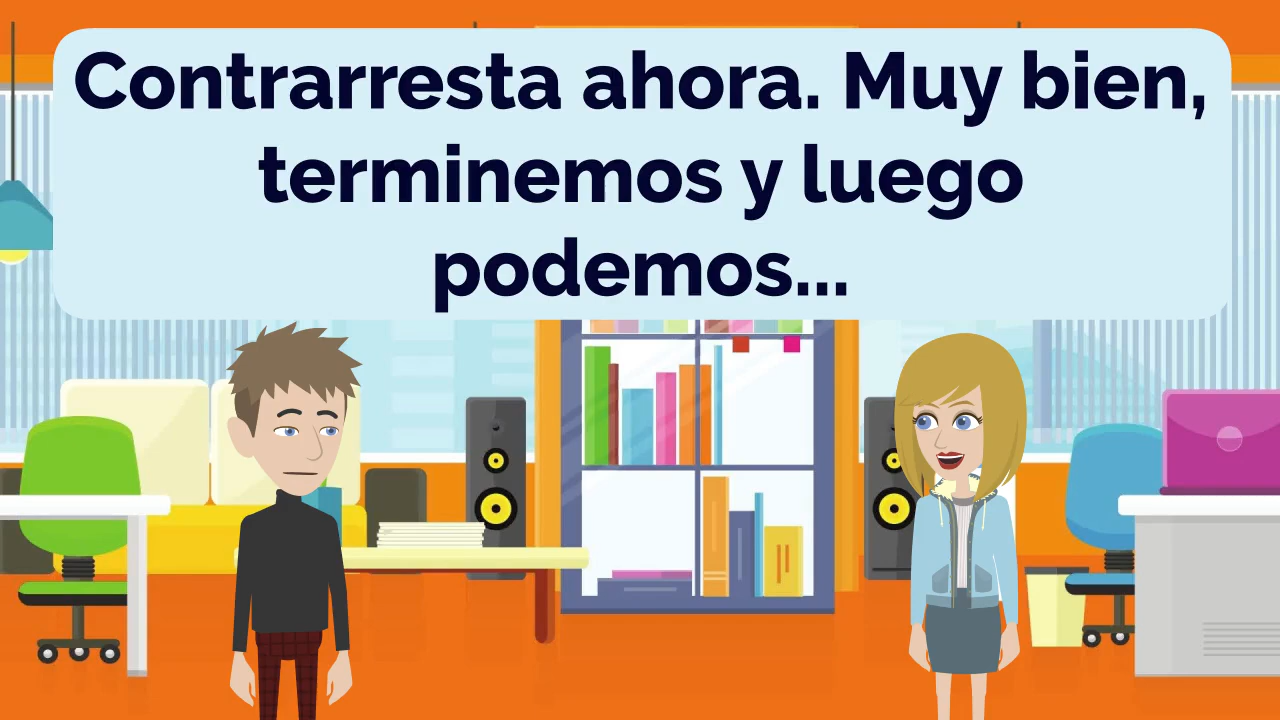 Contrarresta ahora. Muy bien,
terminemos y luego
podemos...